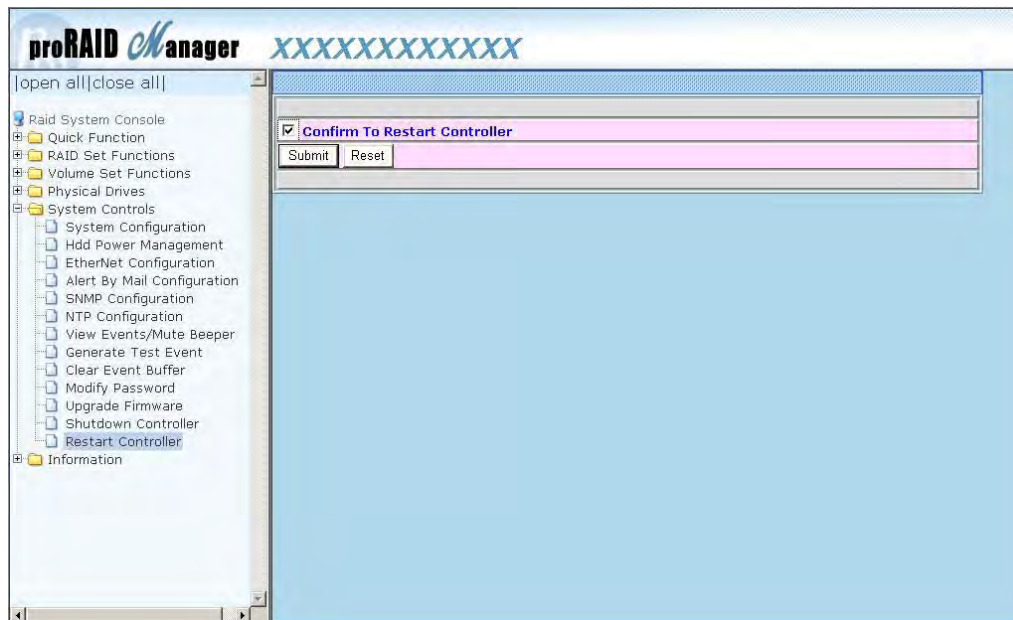 proRAID Manager XXXXXXXXXXXX
|open all||close all|
Raid System Console
Quick Function
RAID Set Functions
Volume Set Functions
Physical Drives
System Controls
System Configuration
Hdd Power Management
EtherNet Configuration
Alert By Mail Configuration
SNMP Configuration
NTP Configuration
View Events/Mute Beeper
Generate Test Event
Clear Event Buffer
Modify Password
Upgrade Firmware
Shutdown Controller
Restart Controller
Information
Confirm To Restart Controller
Submit Reset